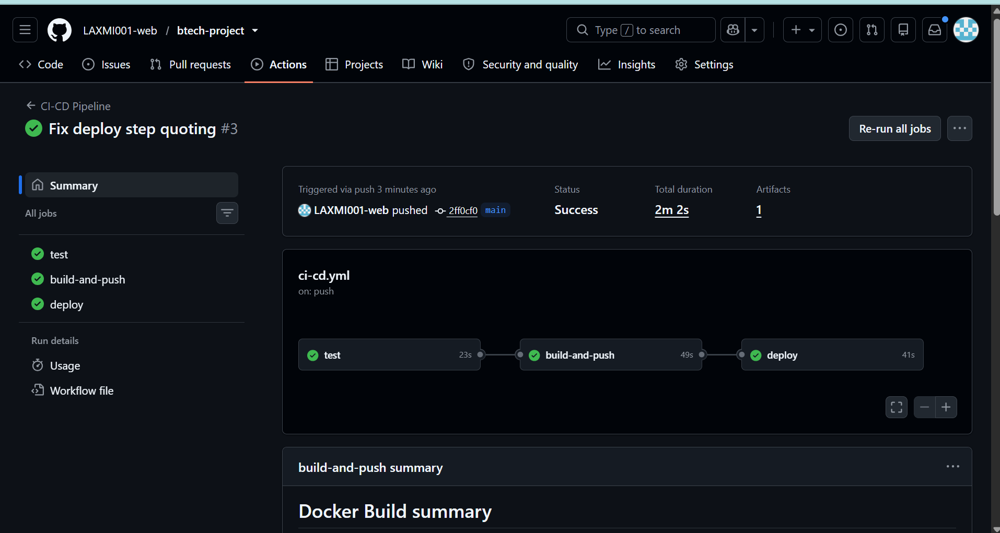 LAXMI001-web / btech-project
Type / to search
Code
Issues
Pull requests
Actions
Projects
Wiki
Security and quality
Insights
Settings
CI-CD Pipeline
Fix deploy step quoting #3
Re-run all jobs
Summary
All jobs
test
build-and-push
deploy
Run details
Usage
Workflow file
Triggered via push 3 minutes ago
LAXMI001-web pushed 2ff0cf0 main
Status
Success
Total duration
2m 2s
Artifacts
1
ci-cd.yml
on: push
test 23s
build-and-push 49s
deploy 41s
build-and-push summary
Docker Build summary